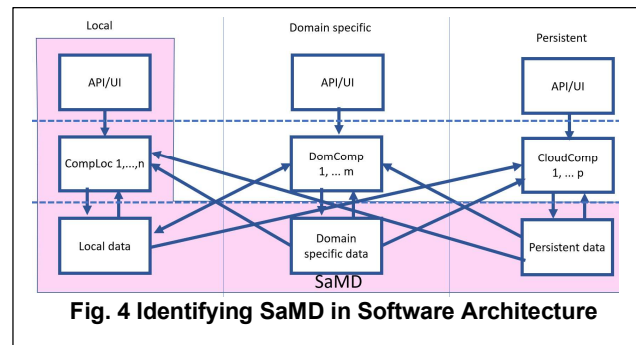 Local
Domain specific
Persistent
API/UI
API/UI
API/UI
CompLoc 1,...,n
DomComp
1, ... m
CloudComp
1, ... p
Local data
Domain
specific data
Persistent data
SaMD
Fig. 4 Identifying SaMD in Software Architecture